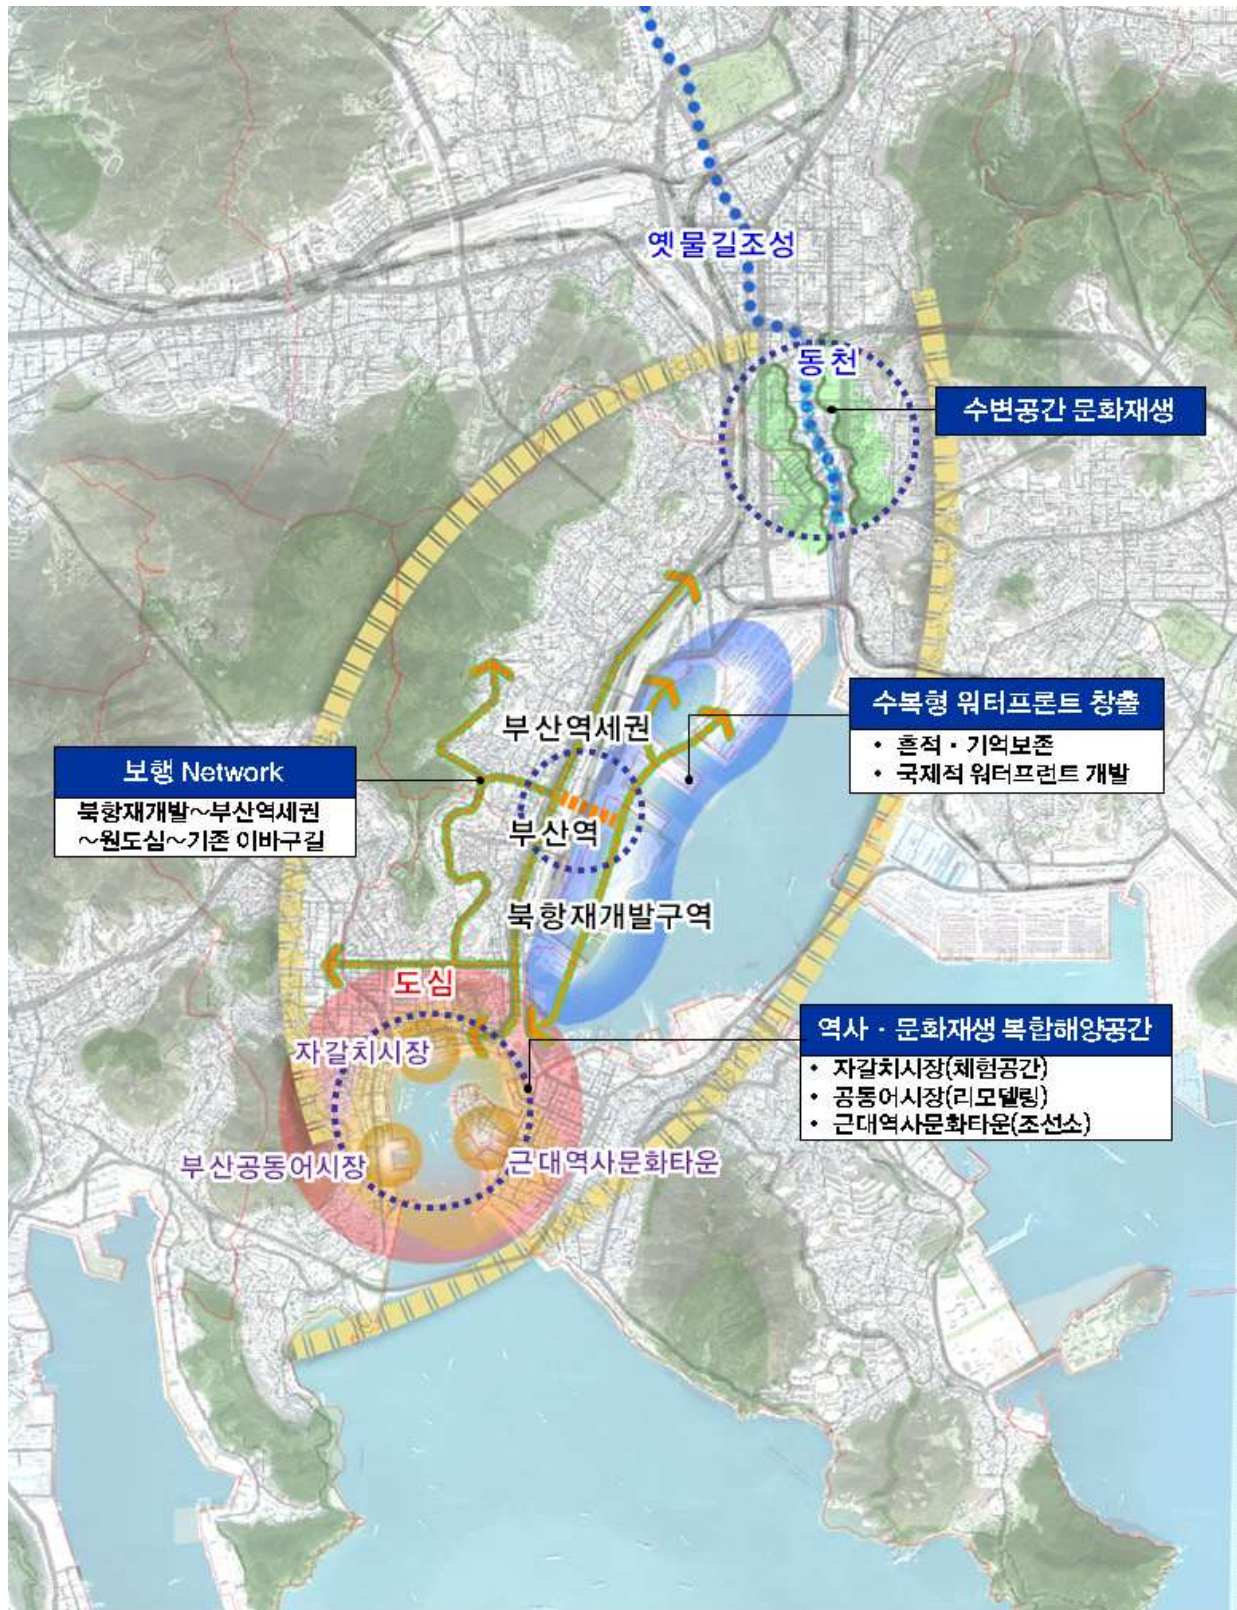 옛물길조성
동천
수변공간 문화재생
부산역세권
수복형 워터프론트 창출
• 흔적 · 기억보존
• 국제적 워터프런트 개발
보행 Network
북항재개발~부산역세권
~원도심~기존 이바구길
부산역
북항재개발구역
도심
역사 · 문화재생 복합해양공간
• 자갈치시장(체험공간)
• 공동어시장(리모델링)
• 근대역사문화타운(조선소)
자갈치시장
부산공동어시장
근대역사문화타운